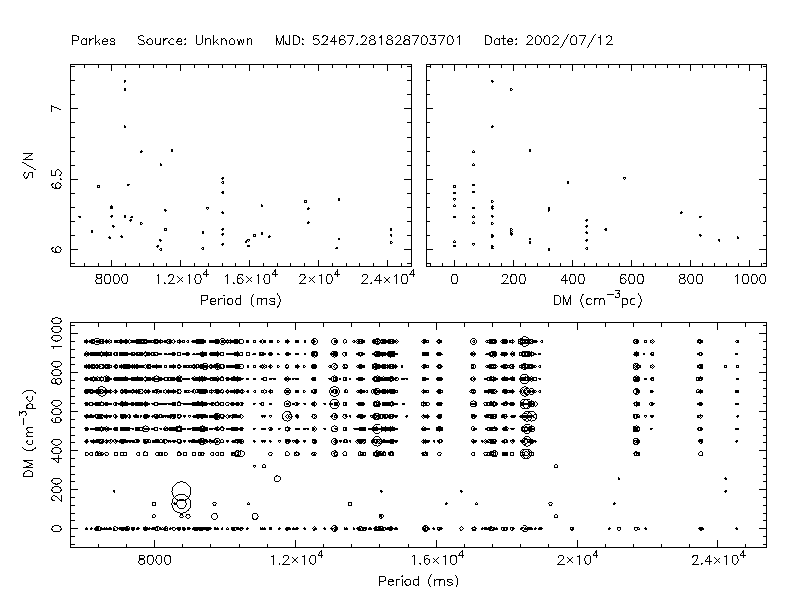 Parkes Source: Unknown MJD: 52467.281828703701 Date: 2002/07/12
S/N
7
6.5
6
8000 1.2×10⁴ 1.6×10⁴ 2×10⁴ 2.4×10⁴
Period (ms)
0 200 400 600 800 1000
DM (cm⁻³pc)
DM (cm⁻³pc)
1000
800
600
400
200
0
8000 1.2×10⁴ 1.6×10⁴ 2×10⁴ 2.4×10⁴
Period (ms)